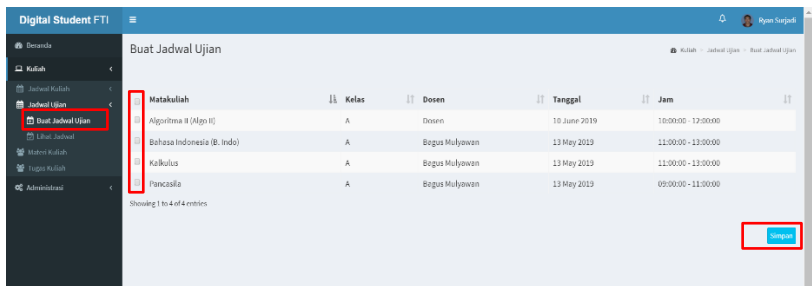 Digital Student FTI
Ryan Surjadi
Beranda
Kuliah
Jadwal Kuliah
Jadwal Ujian
Buat Jadwal Ujian
Lihat Jadwal
Materi Kuliah
Tugas Kuliah
Administrasi
Buat Jadwal Ujian
Kuliah > Jadwal Ujian > Buat Jadwal Ujian
Matakuliah Kelas Dosen Tanggal Jam
Algoritma II (Algo II) A Dosen 10 June 2019 10:00:00 - 12:00:00
Bahasa Indonesia (B. Indo) A Bagus Mulyawan 13 May 2019 11:00:00 - 13:00:00
Kalkulus A Bagus Mulyawan 13 May 2019 11:00:00 - 13:00:00
Pancasila A Bagus Mulyawan 13 May 2019 09:00:00 - 11:00:00
Showing 1 to 4 of 4 entries
Simpan